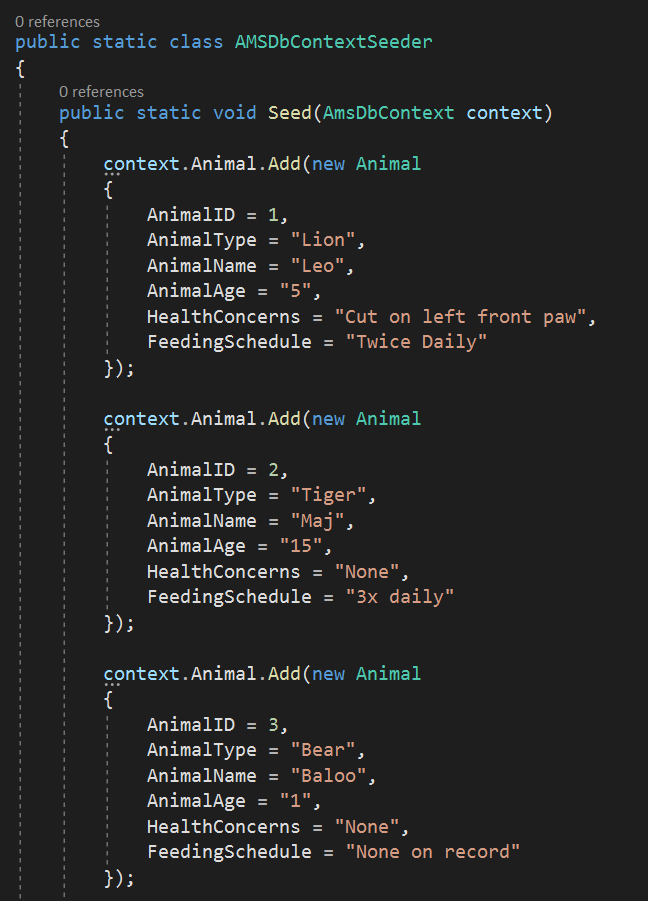 0 references
public static class AMSDbContextSeeder
{
0 references
public static void Seed(AmsDbContext context)
{
context.Animal.Add(new Animal
{
AnimalID = 1,
AnimalType = "Lion",
AnimalName = "Leo",
AnimalAge = "5",
HealthConcerns = "Cut on left front paw",
FeedingSchedule = "Twice Daily"
});
context.Animal.Add(new Animal
{
AnimalID = 2,
AnimalType = "Tiger",
AnimalName = "Maj",
AnimalAge = "15",
HealthConcerns = "None",
FeedingSchedule = "3x daily"
});
context.Animal.Add(new Animal
{
AnimalID = 3,
AnimalType = "Bear",
AnimalName = "Baloo",
AnimalAge = "1",
HealthConcerns = "None",
FeedingSchedule = "None on record"
});